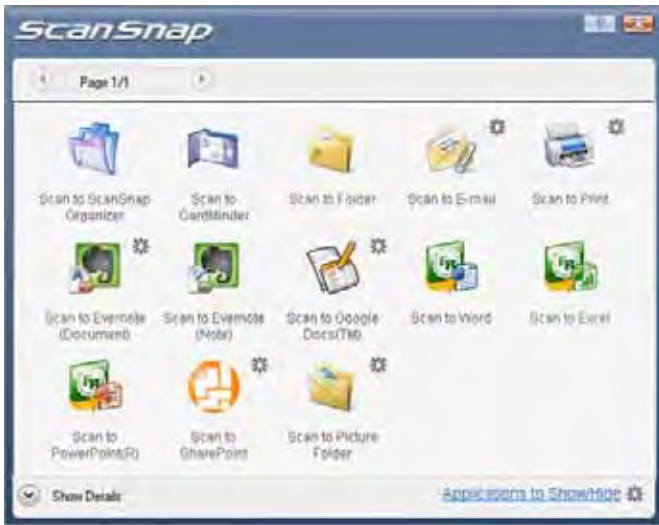 ScanSnap
Page 1/1
Scan to ScanSnap
Organizer
Scan to
CardMinder
Scan to Folder
Scan to E-mail
Scan to Print
Scan to Evernote
(Document)
Scan to Evernote
(Note)
Scan to Google
Docs(TM)
Scan to Word
Scan to Excel
Scan to
PowerPoint(R)
Scan to
SharePoint
Scan to Picture
Folder
Show Details
Applications to Show/Hide